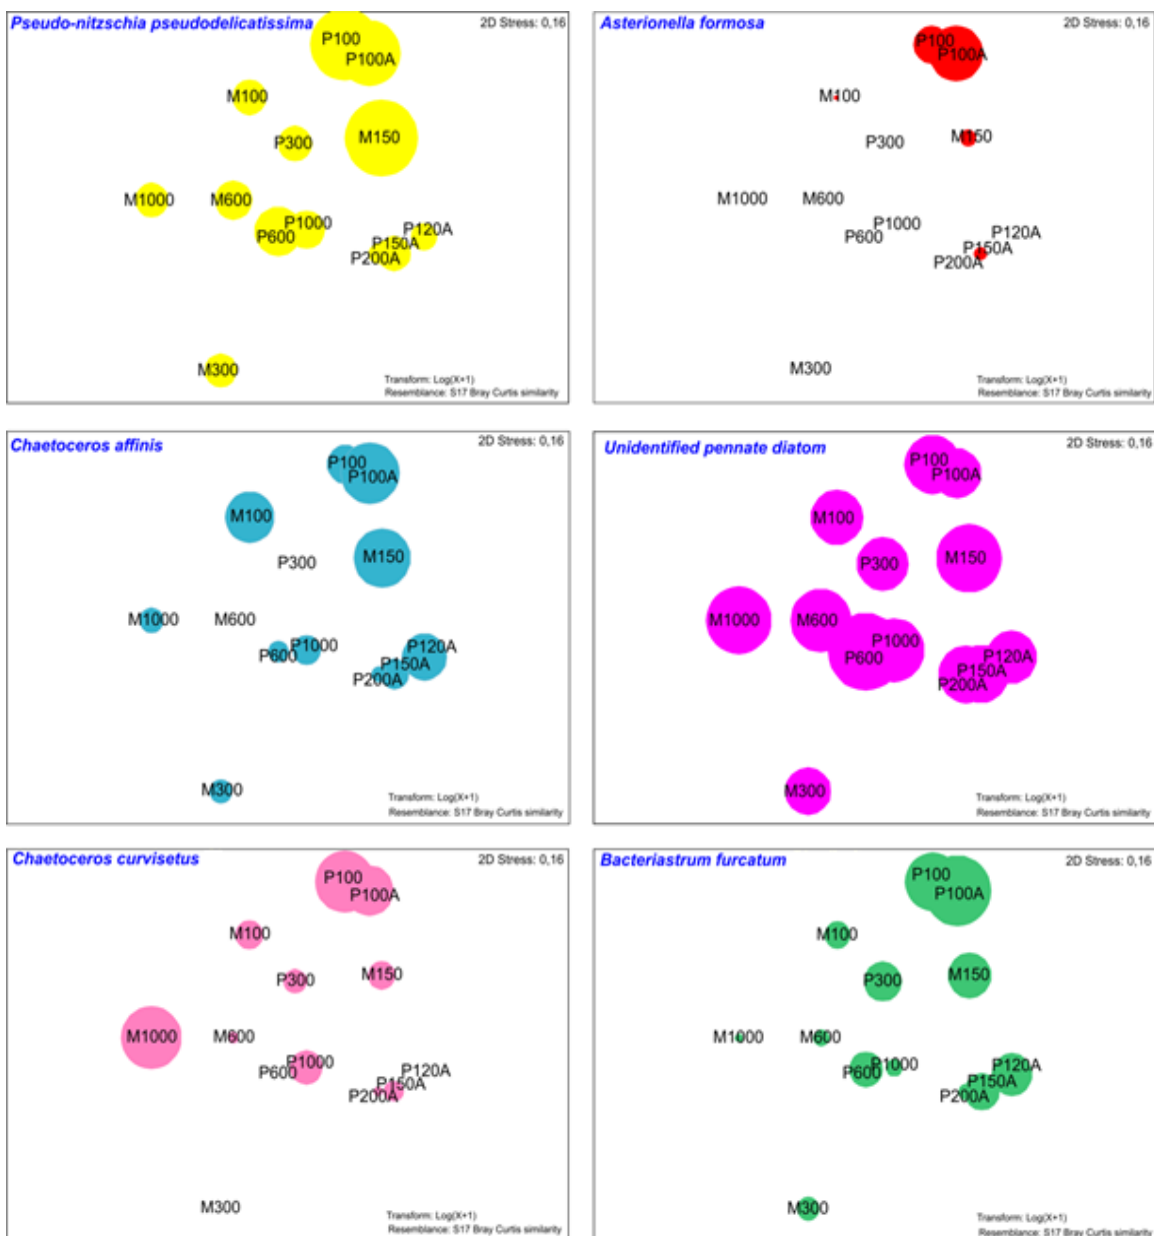 Pseudo-nitzschia pseudodelicatissima
2D Stress: 0,16
P100
P100A
M100
P300
M150
M1000
M600
P1000
P600
P120A
P150A
P200A
M300
Transform: Log(X+1)
Resemblance: S17 Bray Curtis similarity
Asterionella formosa
2D Stress: 0,16
P100
P100A
M100
P300
M150
M1000
M600
P1000
P600
P120A
P150A
P200A
M300
Transform: Log(X+1)
Resemblance: S17 Bray Curtis similarity
Chaetoceros affinis
2D Stress: 0,16
P100
P100A
M100
P300
M150
M1000
M600
P1000
P600
P120A
P150A
P200A
M300
Transform: Log(X+1)
Resemblance: S17 Bray Curtis similarity
Unidentified pennate diatom
2D Stress: 0,16
P100
P100A
M100
P300
M150
M1000
M600
P1000
P600
P120A
P150A
P200A
M300
Transform: Log(X+1)
Resemblance: S17 Bray Curtis similarity
Chaetoceros curvisetus
2D Stress: 0,16
P100
P100A
M100
P300
M150
M1000
M600
P1000
P600
P120A
P150A
P200A
M300
Transform: Log(X+1)
Resemblance: S17 Bray Curtis similarity
Bacteriastrum furcatum
2D Stress: 0,16
P100
P100A
M100
P300
M150
M1000
M600
P1000
P600
P120A
P150A
P200A
M300
Transform: Log(X+1)
Resemblance: S17 Bray Curtis similarity